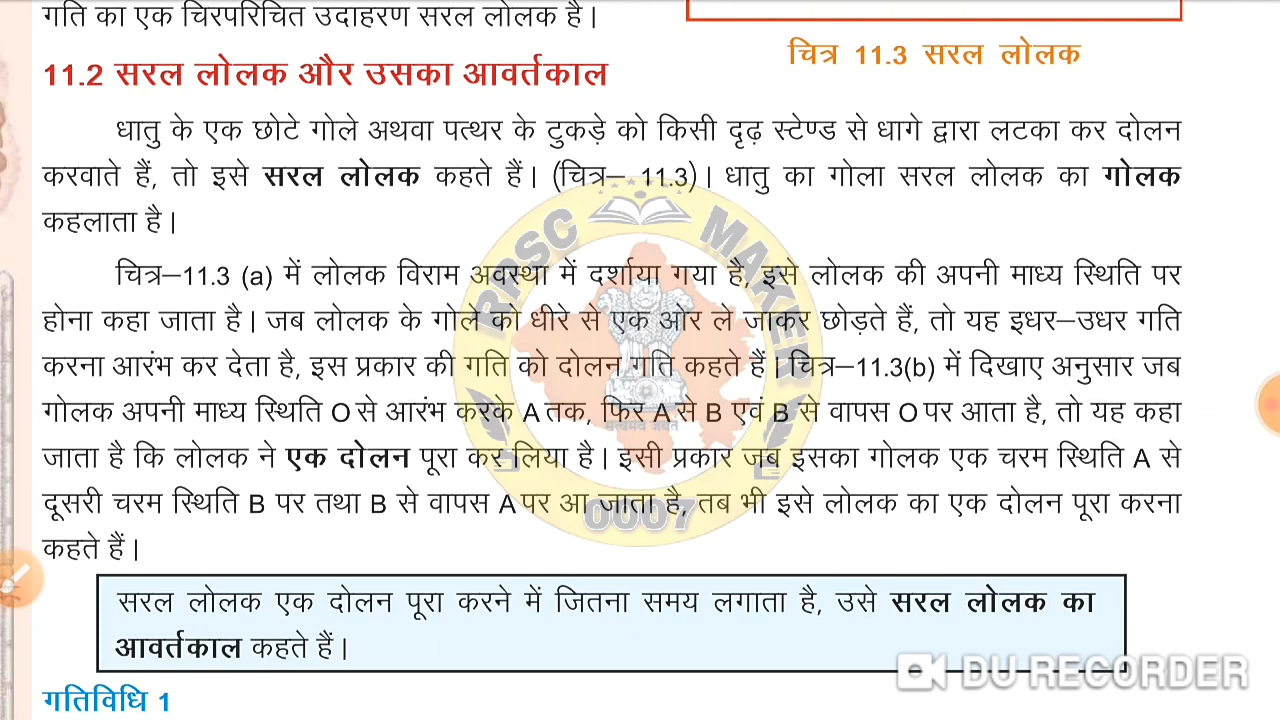 गति का एक चिरपरिचित उदाहरण सरल लोलक है।
चित्र 11.3 सरल लोलक
11.2 सरल लोलक और उसका आवर्तकाल
धातु के एक छोटे गोले अथवा पत्थर के टुकड़े को किसी दृढ़ स्टेण्ड से धागे द्वारा लटका कर दोलन
करवाते हैं, तो इसे सरल लोलक कहते हैं। (चित्र– 11.3)। धातु का गोला सरल लोलक का गोलक
कहलाता है।
चित्र–11.3 (a) में लोलक विराम अवस्था में दर्शाया गया है, इसे लोलक की अपनी माध्य स्थिति पर
होना कहा जाता है। जब लोलक के गोले को धीरे से एक ओर ले जाकर छोड़ते हैं, तो यह इधर–उधर गति
करना आरंभ कर देता है, इस प्रकार की गति को दोलन गति कहते हैं। चित्र–11.3(b) में दिखाए अनुसार जब
गोलक अपनी माध्य स्थिति O से आरंभ करके A तक, फिर A से B एवं B से वापस O पर आता है, तो यह कहा
जाता है कि लोलक ने एक दोलन पूरा कर लिया है। इसी प्रकार जब इसका गोलक एक चरम स्थिति A से
दूसरी चरम स्थिति B पर तथा B से वापस A पर आ जाता है, तब भी इसे लोलक का एक दोलन पूरा करना
कहते हैं।
सरल लोलक एक दोलन पूरा करने में जितना समय लगाता है, उसे सरल लोलक का
आवर्तकाल कहते हैं।
गतिविधि 1
RPSC MAKER
सत्यमेव जयते
0007
DU RECORDER